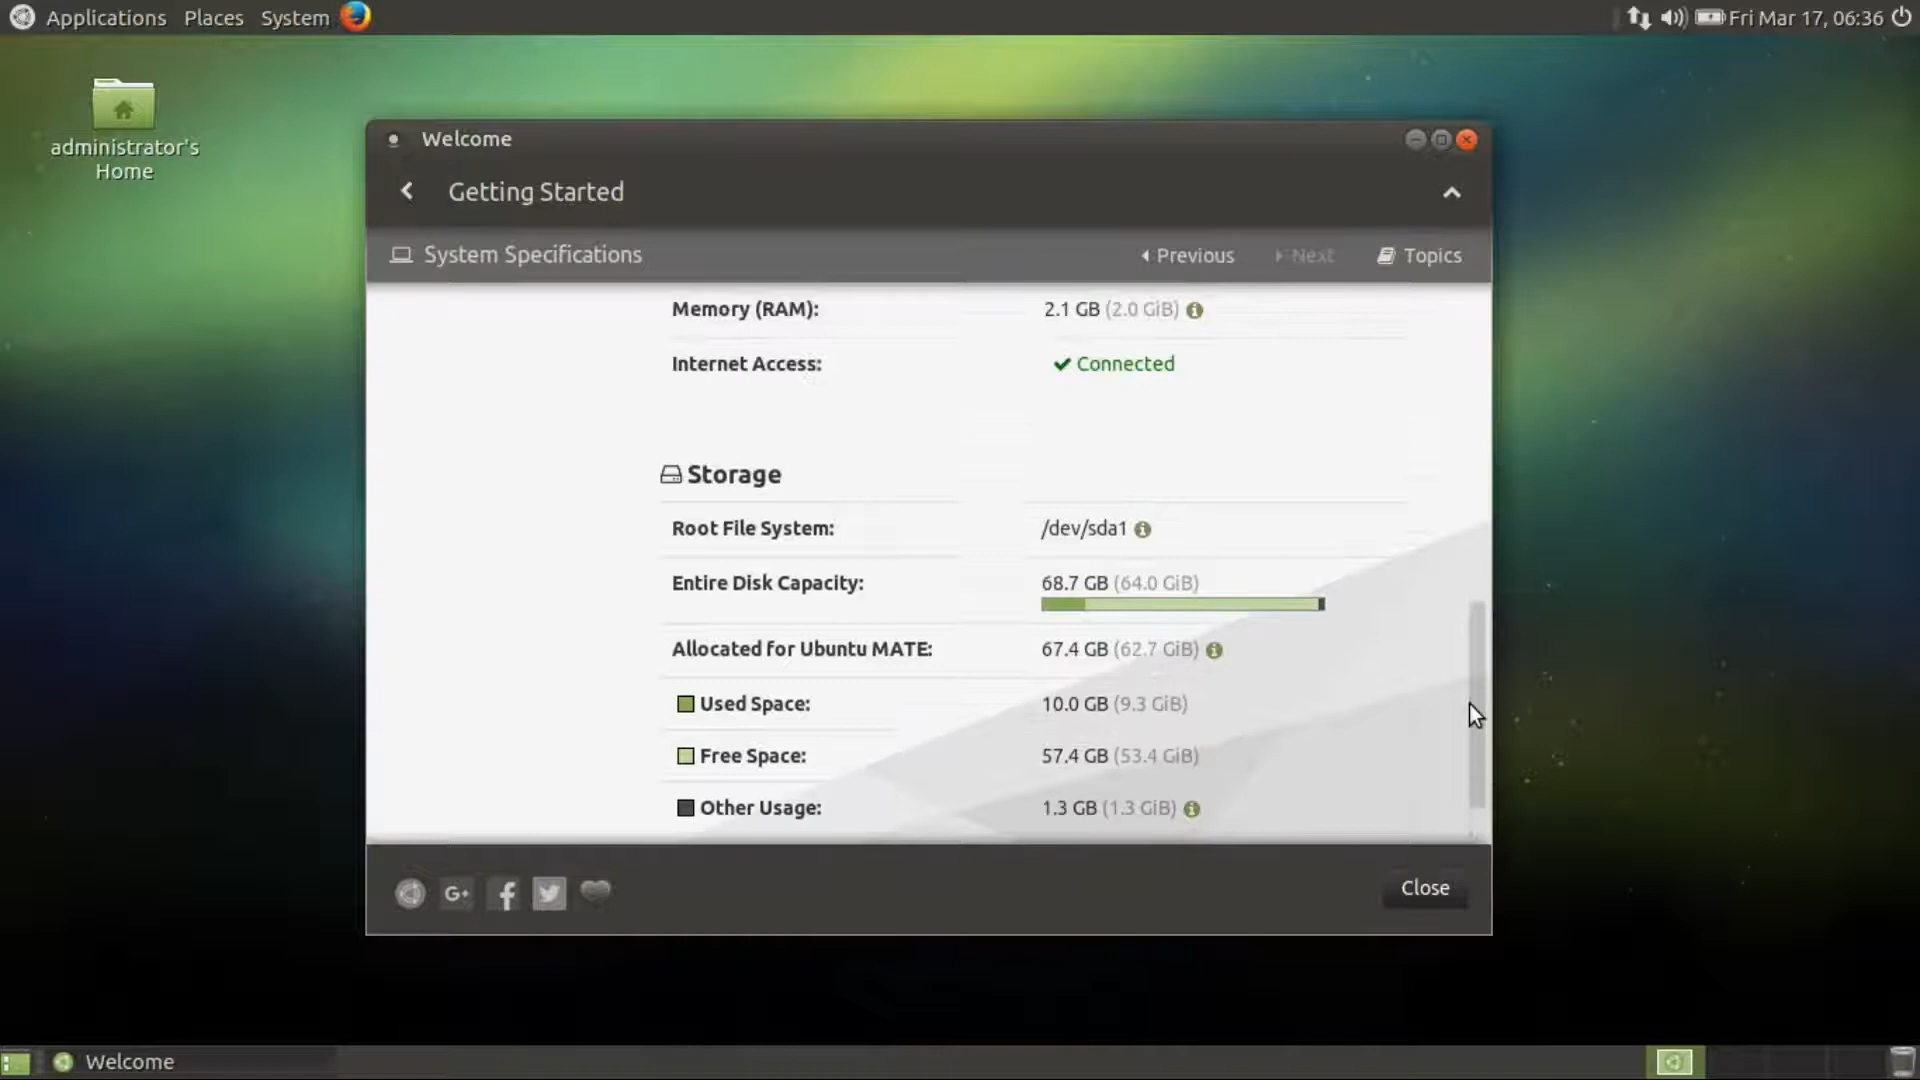 Applications Places System Fri Mar 17, 06:36
administrator's
Home
Welcome
Getting Started
System Specifications Previous Next Topics
Memory (RAM): 2.1 GB (2.0 GiB)
Internet Access: Connected
Storage
Root File System: /dev/sda1
Entire Disk Capacity: 68.7 GB (64.0 GiB)
Allocated for Ubuntu MATE: 67.4 GB (62.7 GiB)
Used Space: 10.0 GB (9.3 GiB)
Free Space: 57.4 GB (53.4 GiB)
Other Usage: 1.3 GB (1.3 GiB)
G+ Close
Welcome